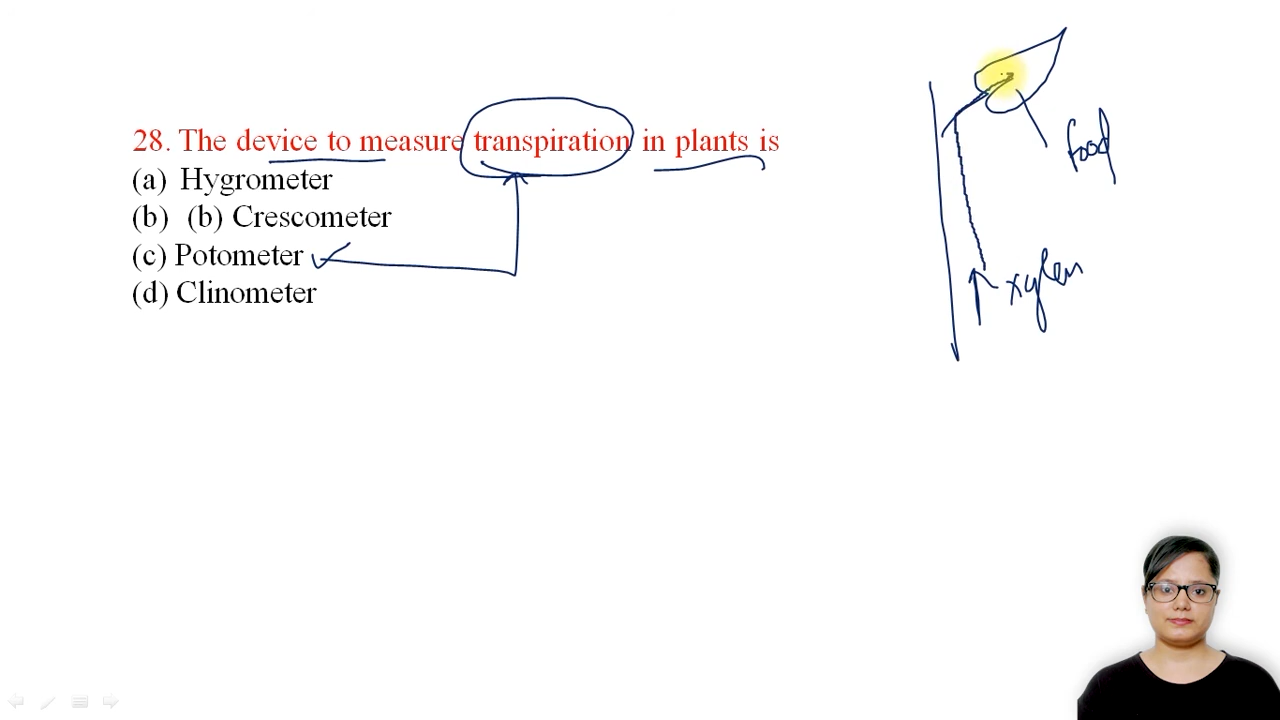 28. The device to measure transpiration in plants is
(a) Hygrometer
(b) (b) Crescometer
(c) Potometer
(d) Clinometer
food
xylem